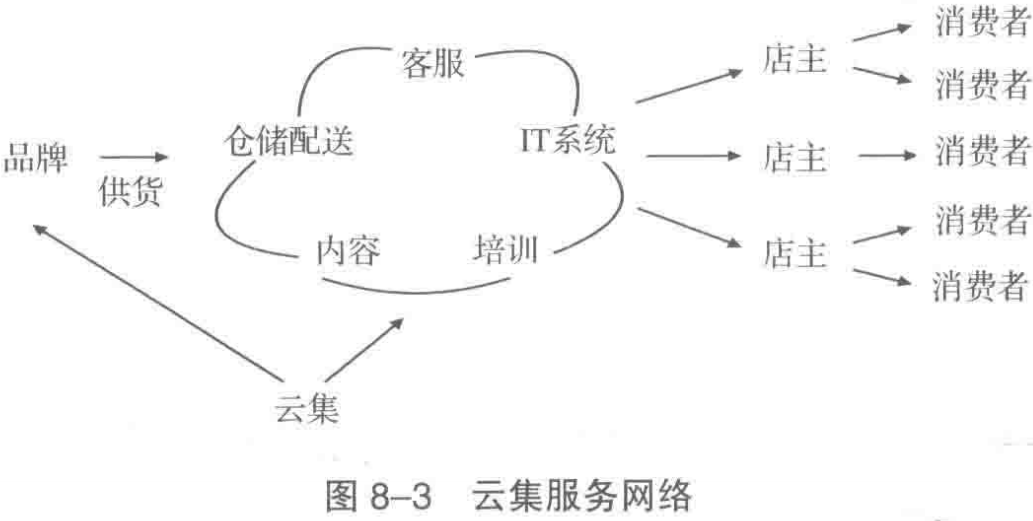 客服
仓储配送
IT系统
品牌
供货
内容
培训
云集
店主
消费者
消费者
店主
消费者
店主
消费者
消费者
图 8-3 云集服务网络